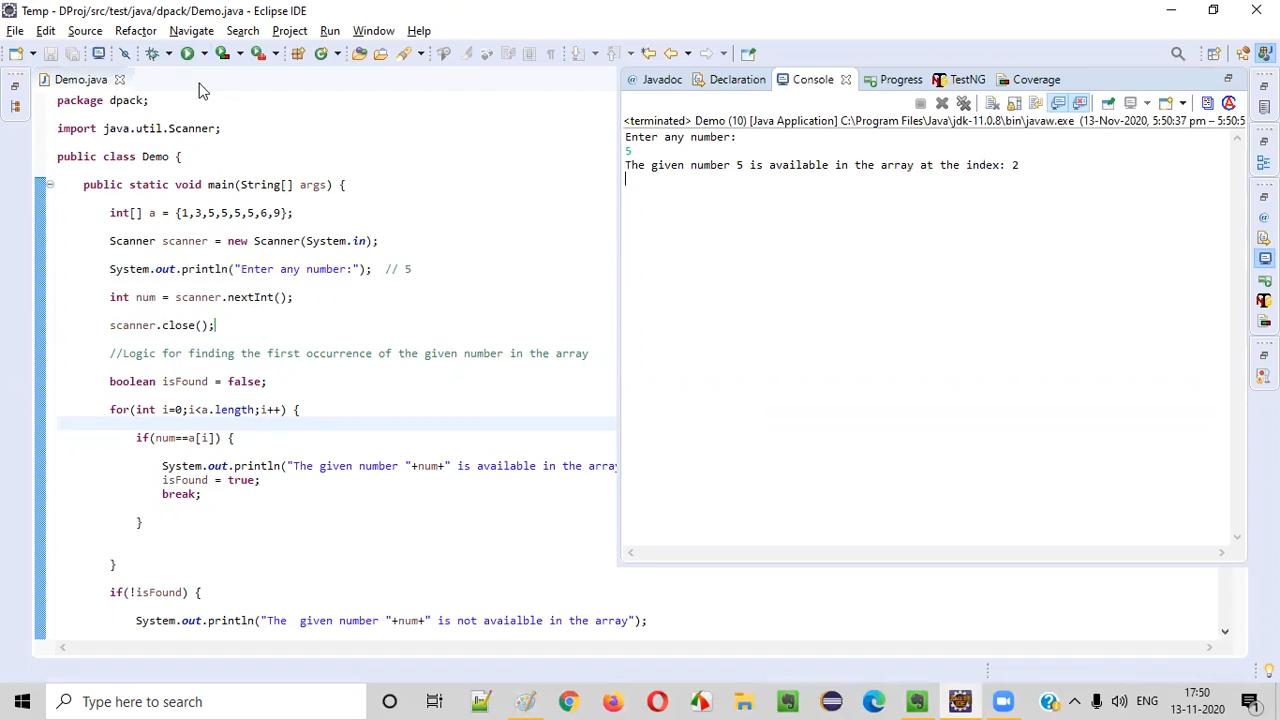 Temp - DProj/src/test/java/dpack/Demo.java - Eclipse IDE
File Edit Source Refactor Navigate Search Project Run Window Help
Demo.java
package dpack;
import java.util.Scanner;
public class Demo {
public static void main(String[] args) {
int[] a = {1,3,5,5,5,5,6,9};
Scanner scanner = new Scanner(System.in);
System.out.println("Enter any number:");  // 5
int num = scanner.nextInt();
scanner.close();
//Logic for finding the first occurrence of the given number in the array
boolean isFound = false;
for(int i=0;i<a.length;i++) {
if(num==a[i]) {
System.out.println("The given number "+num+" is available in the array
isFound = true;
break;
}
}
if(!isFound) {
System.out.println("The  given number "+num+" is not avaialble in the array");
Javadoc Declaration Console Progress TestNG Coverage
<terminated> Demo (10) [Java Application] C:\Program Files\Java\jdk-11.0.8\bin\javaw.exe (13-Nov-2020, 5:50:37 pm – 5:50:5
Enter any number:
5
The given number 5 is available in the array at the index: 2
Type here to search
ENG
17:50
13-11-2020